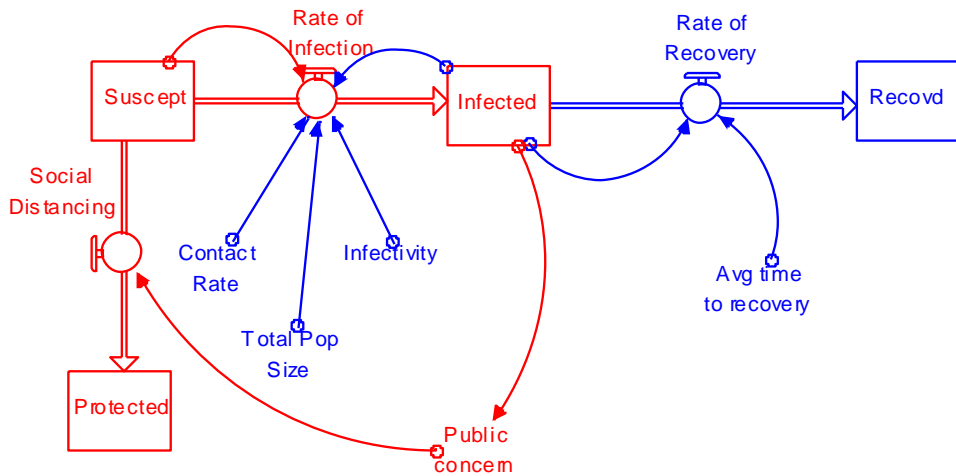 Rate of
Infection
Rate of
Recovery
Suscept
Infected
Recovd
Social
Distancing
Contact
Rate
Infectivity
Avg time
to recovery
Total Pop
Size
Protected
Public
concern